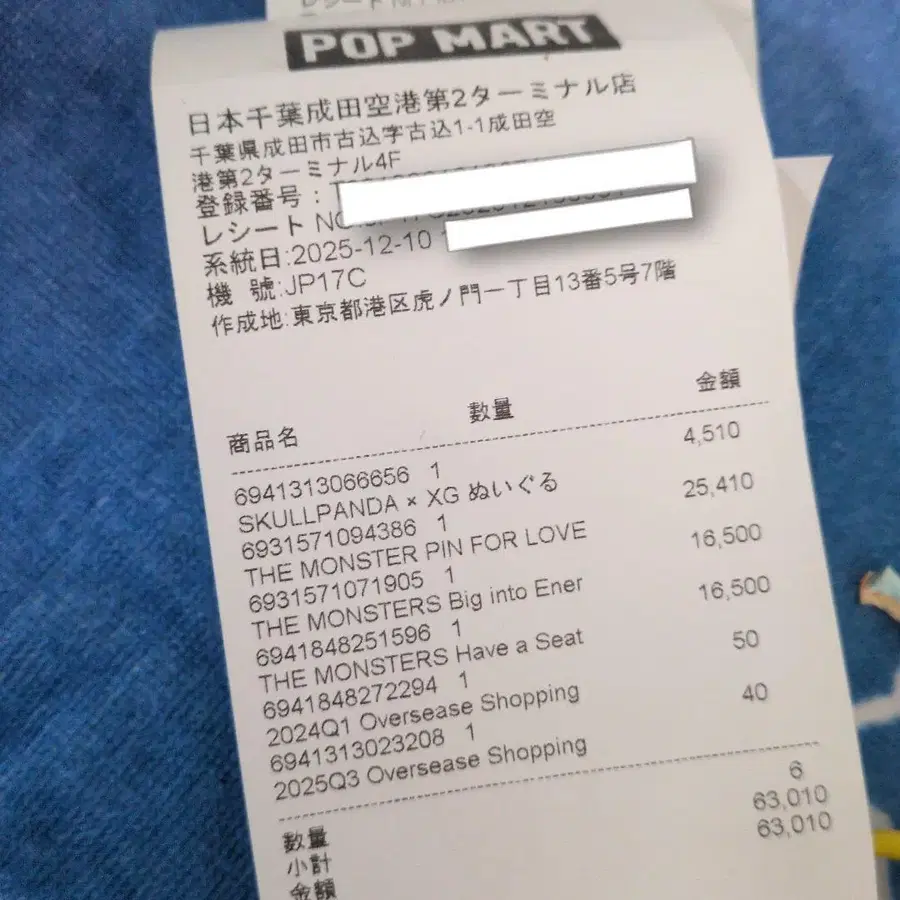 POP MART
日本千葉成田空港第2ターミナル店
千葉県成田市古込字古込1-1成田空
港第2ターミナル4F
登録番号:
レシート
系統日:2025-12-10
機 號:JP17C
作成地:東京都港区虎ノ門一丁目13番5号7階
商品名 数量 金額
6941313066656 1 4,510
SKULLPANDA × XG ぬいぐる
6931571094386 1 25,410
THE MONSTER PIN FOR LOVE
6931571071905 1 16,500
THE MONSTERS Big into Ener
6941848251596 1 16,500
THE MONSTERS Have a Seat
6941848272294 1 50
2024Q1 Oversease Shopping
6941313023208 1 40
2025Q3 Oversease Shopping
数量 6
小計 63,010
金額 63,010